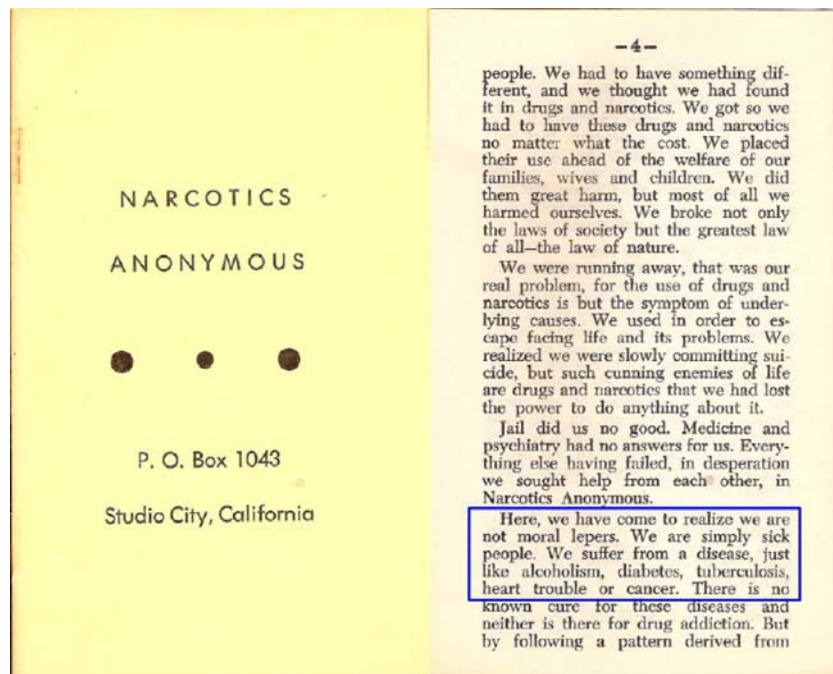 NARCOTICS
ANONYMOUS
P. O. Box 1043
Studio City, California
—4—
people. We had to have something dif-
ferent, and we thought we had found
it in drugs and narcotics. We got so we
had to have these drugs and narcotics
no matter what the cost. We placed
their use ahead of the welfare of our
families, wives and children. We did
them great harm, but most of all we
harmed ourselves. We broke not only
the laws of society but the greatest law
of all—the law of nature.
We were running away, that was our
real problem, for the use of drugs and
narcotics is but the symptom of under-
lying causes. We used in order to es-
cape facing life and its problems. We
realized we were slowly committing sui-
cide, but such cunning enemies of life
are drugs and narcotics that we had lost
the power to do anything about it.
Jail did us no good. Medicine and
psychiatry had no answers for us. Every-
thing else having failed, in desperation
we sought help from each other, in
Narcotics Anonymous.
Here, we have come to realize we are
not moral lepers. We are simply sick
people. We suffer from a disease, just
like alcoholism, diabetes, tuberculosis,
heart trouble or cancer. There is no
known cure for these diseases and
neither is there for drug addiction. But
by following a pattern derived from